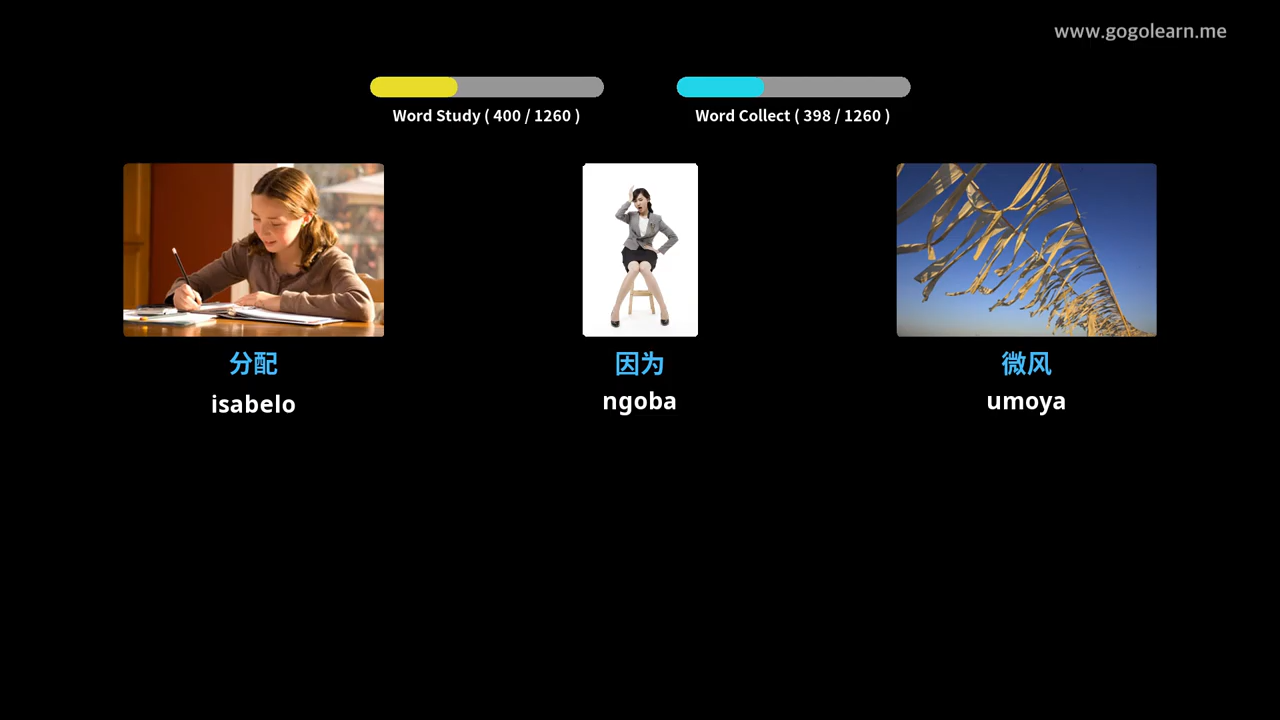 www.gogolearn.me
Word Study ( 400 / 1260 )
Word Collect ( 398 / 1260 )
分配
isabelo
因为
ngoba
微风
umoya